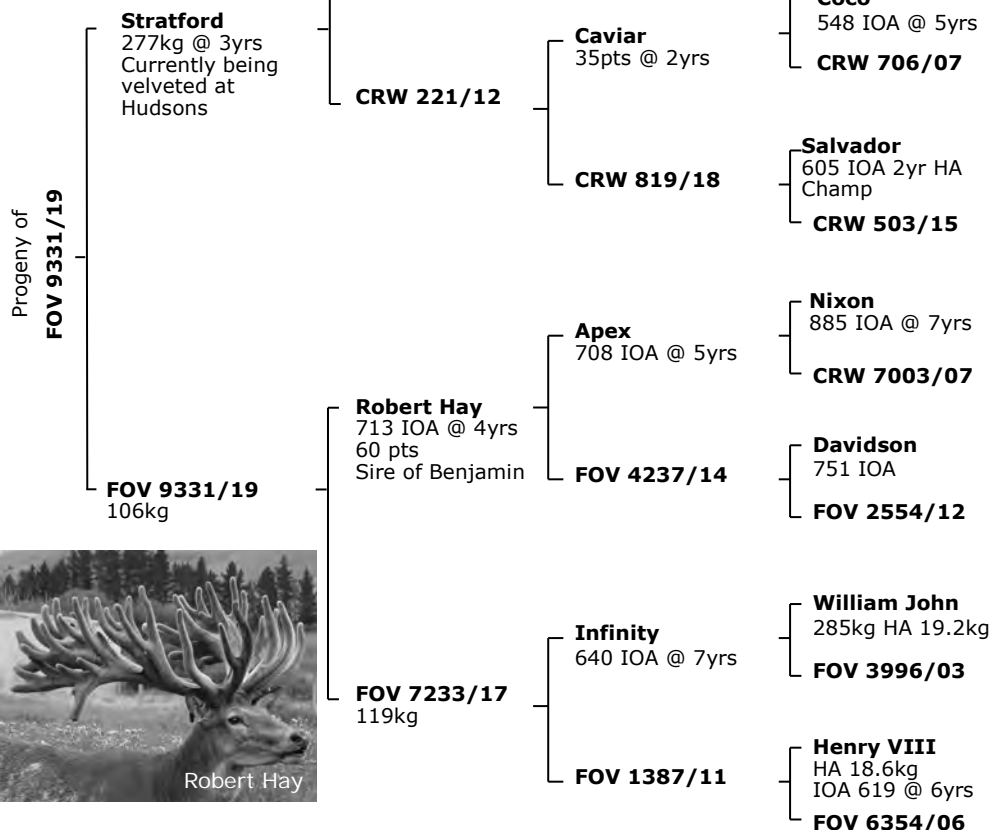 Progeny of
FOV 9331/19
Stratford
277kg @ 3yrs
Currently being
velveted at
Hudsons
FOV 9331/19
106kg
CRW 221/12
Robert Hay
713 IOA @ 4yrs
60 pts
Sire of Benjamin
FOV 7233/17
119kg
Caviar
35pts @ 2yrs
CRW 819/18
Apex
708 IOA @ 5yrs
FOV 4237/14
Infinity
640 IOA @ 7yrs
FOV 1387/11
Coco
548 IOA @ 5yrs
CRW 706/07
Salvador
605 IOA 2yr HA
Champ
CRW 503/15
Nixon
885 IOA @ 7yrs
CRW 7003/07
Davidson
751 IOA
FOV 2554/12
William John
285kg HA 19.2kg
FOV 3996/03
Henry VIII
HA 18.6kg
IOA 619 @ 6yrs
FOV 6354/06
Robert Hay